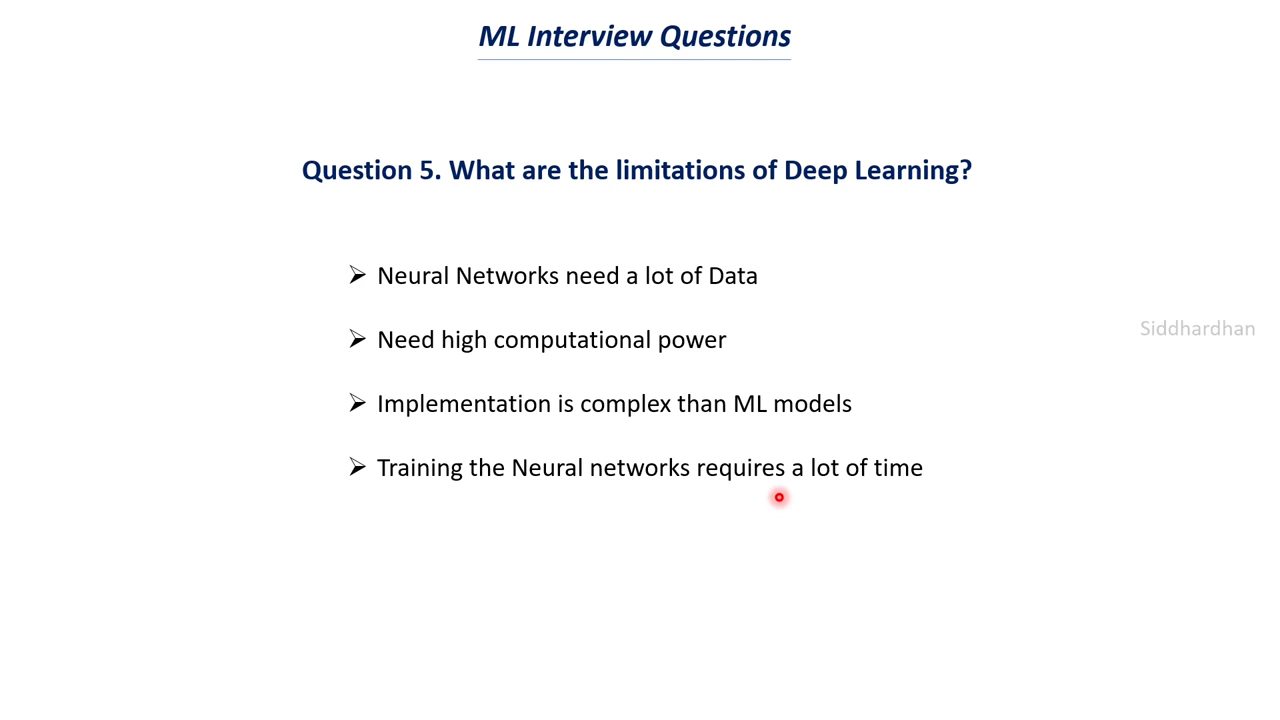 ML Interview Questions
Question 5. What are the limitations of Deep Learning?
➢ Neural Networks need a lot of Data
Siddhardhan
➢ Need high computational power
➢ Implementation is complex than ML models
➢ Training the Neural networks requires a lot of time